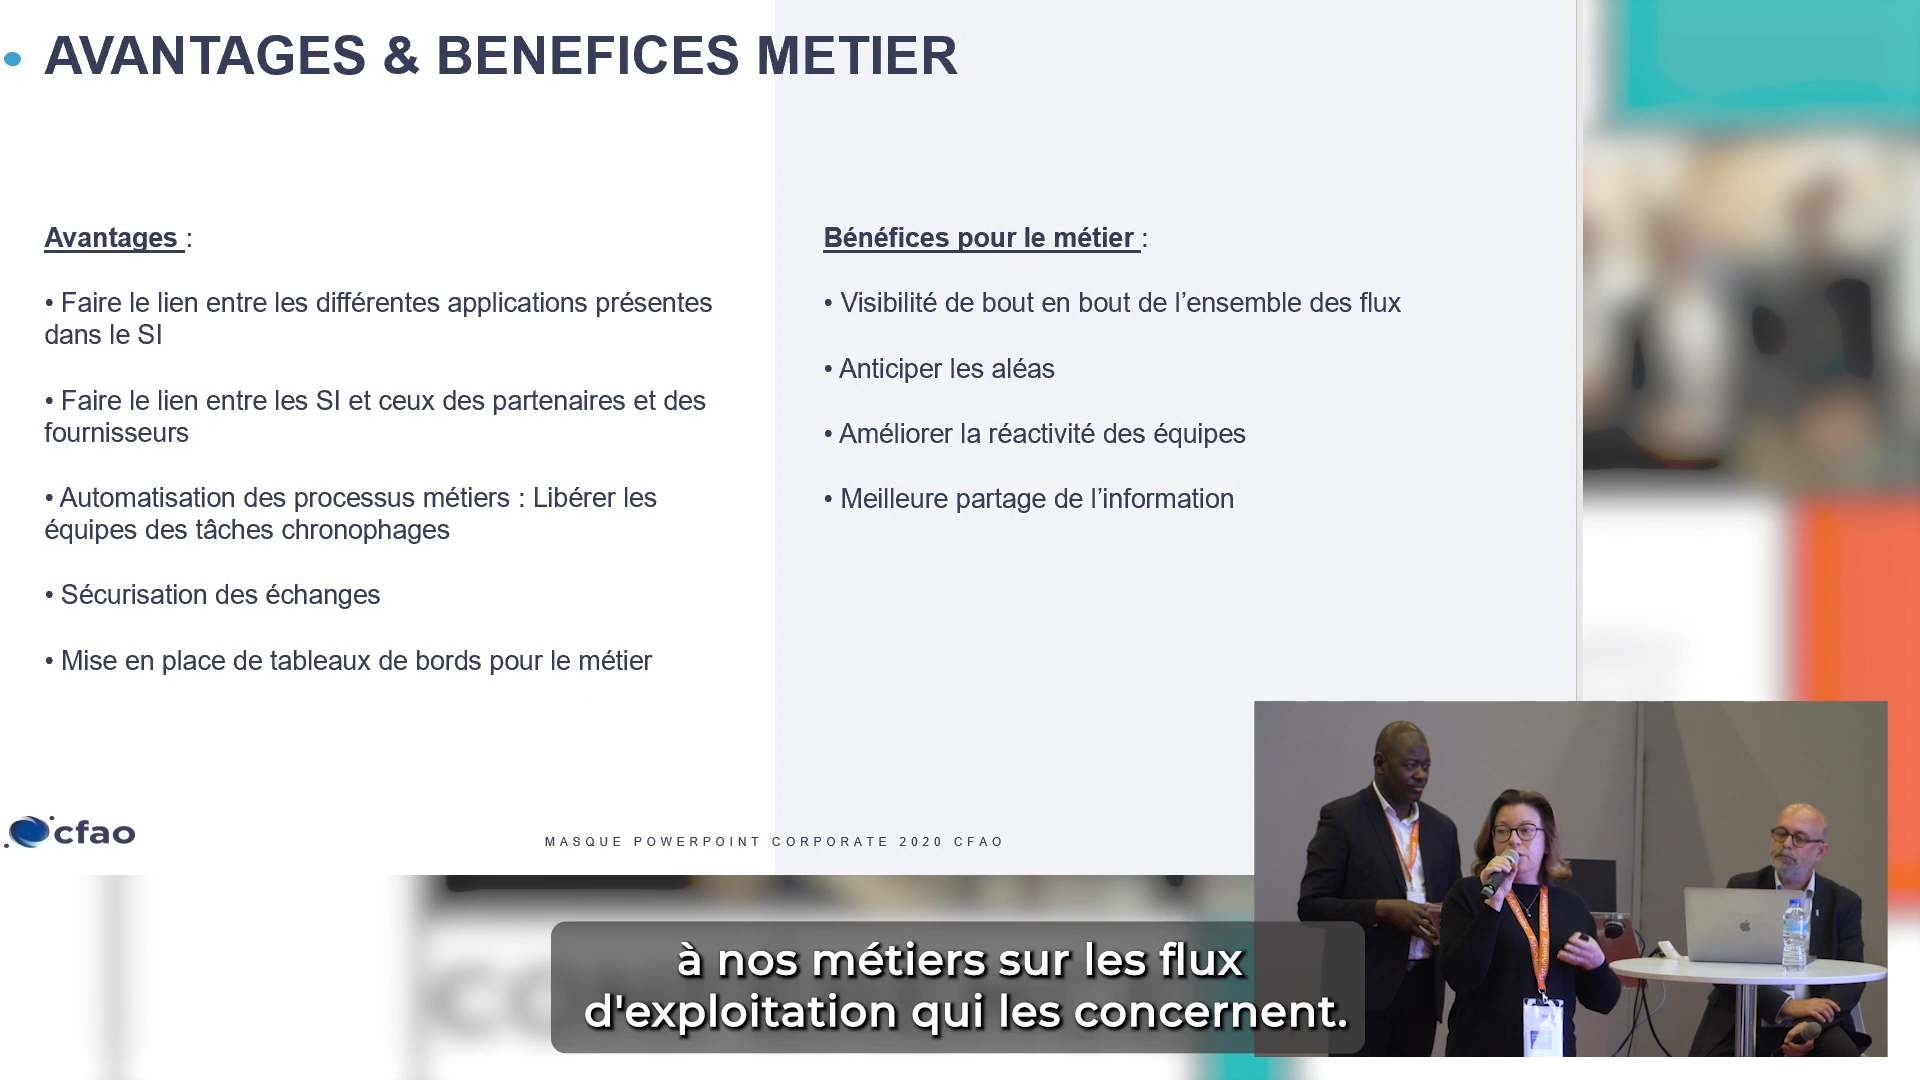 • AVANTAGES & BENEFICES METIER
Avantages :
• Faire le lien entre les différentes applications présentes
dans le SI
• Faire le lien entre les SI et ceux des partenaires et des
fournisseurs
• Automatisation des processus métiers : Libérer les
équipes des tâches chronophages
• Sécurisation des échanges
• Mise en place de tableaux de bords pour le métier
Bénéfices pour le métier :
• Visibilité de bout en bout de l’ensemble des flux
• Anticiper les aléas
• Améliorer la réactivité des équipes
• Meilleure partage de l’information
cfao
MASQUE POWERPOINT CORPORATE 2020 CFAO
à nos métiers sur les flux
d'exploitation qui les concernent.